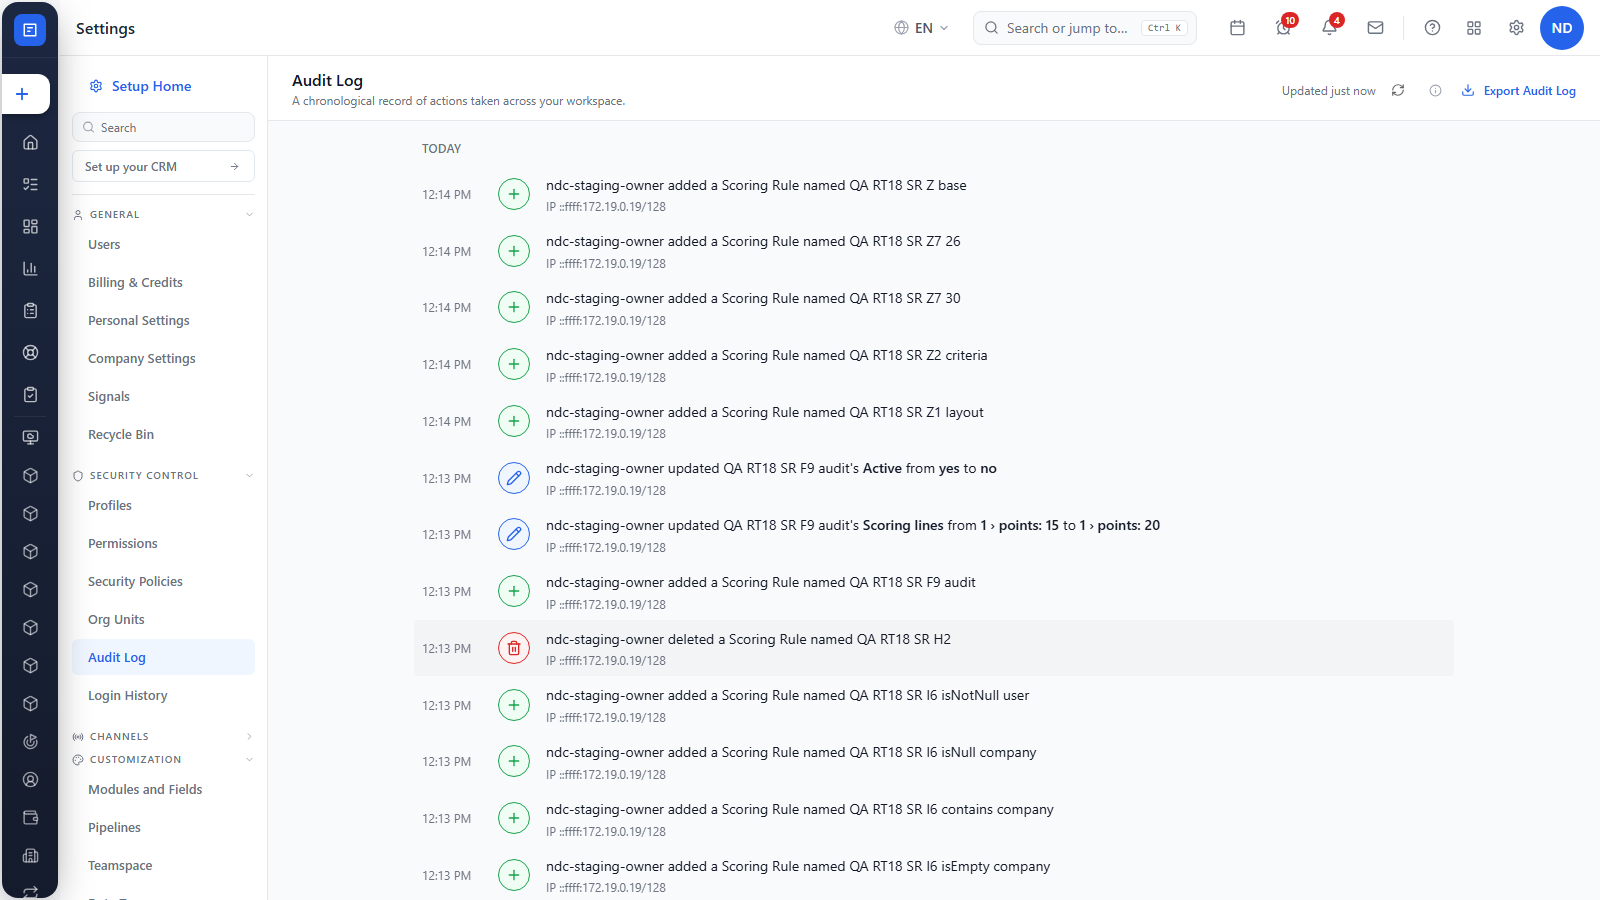 Settings
EN
Search or jump to...
Ctrl K
10
4
ND
Setup Home
Search
Set up your CRM
GENERAL
Users
Billing & Credits
Personal Settings
Company Settings
Signals
Recycle Bin
SECURITY CONTROL
Profiles
Permissions
Security Policies
Org Units
Audit Log
Login History
CHANNELS
CUSTOMIZATION
Modules and Fields
Pipelines
Teamspace
Audit Log
A chronological record of actions taken across your workspace.
Updated just now
Export Audit Log
TODAY
12:14 PM
ndc-staging-owner added a Scoring Rule named QA RT18 SR Z base
IP ::ffff:172.19.0.19/128
12:14 PM
ndc-staging-owner added a Scoring Rule named QA RT18 SR Z7 26
IP ::ffff:172.19.0.19/128
12:14 PM
ndc-staging-owner added a Scoring Rule named QA RT18 SR Z7 30
IP ::ffff:172.19.0.19/128
12:14 PM
ndc-staging-owner added a Scoring Rule named QA RT18 SR Z2 criteria
IP ::ffff:172.19.0.19/128
12:14 PM
ndc-staging-owner added a Scoring Rule named QA RT18 SR Z1 layout
IP ::ffff:172.19.0.19/128
12:13 PM
ndc-staging-owner updated QA RT18 SR F9 audit's Active from yes to no
IP ::ffff:172.19.0.19/128
12:13 PM
ndc-staging-owner updated QA RT18 SR F9 audit's Scoring lines from 1 › points: 15 to 1 › points: 20
IP ::ffff:172.19.0.19/128
12:13 PM
ndc-staging-owner added a Scoring Rule named QA RT18 SR F9 audit
IP ::ffff:172.19.0.19/128
12:13 PM
ndc-staging-owner deleted a Scoring Rule named QA RT18 SR H2
IP ::ffff:172.19.0.19/128
12:13 PM
ndc-staging-owner added a Scoring Rule named QA RT18 SR I6 isNotNull user
IP ::ffff:172.19.0.19/128
12:13 PM
ndc-staging-owner added a Scoring Rule named QA RT18 SR I6 isNull company
IP ::ffff:172.19.0.19/128
12:13 PM
ndc-staging-owner added a Scoring Rule named QA RT18 SR I6 contains company
IP ::ffff:172.19.0.19/128
12:13 PM
ndc-staging-owner added a Scoring Rule named QA RT18 SR I6 isEmpty company
IP ::ffff:172.19.0.19/128